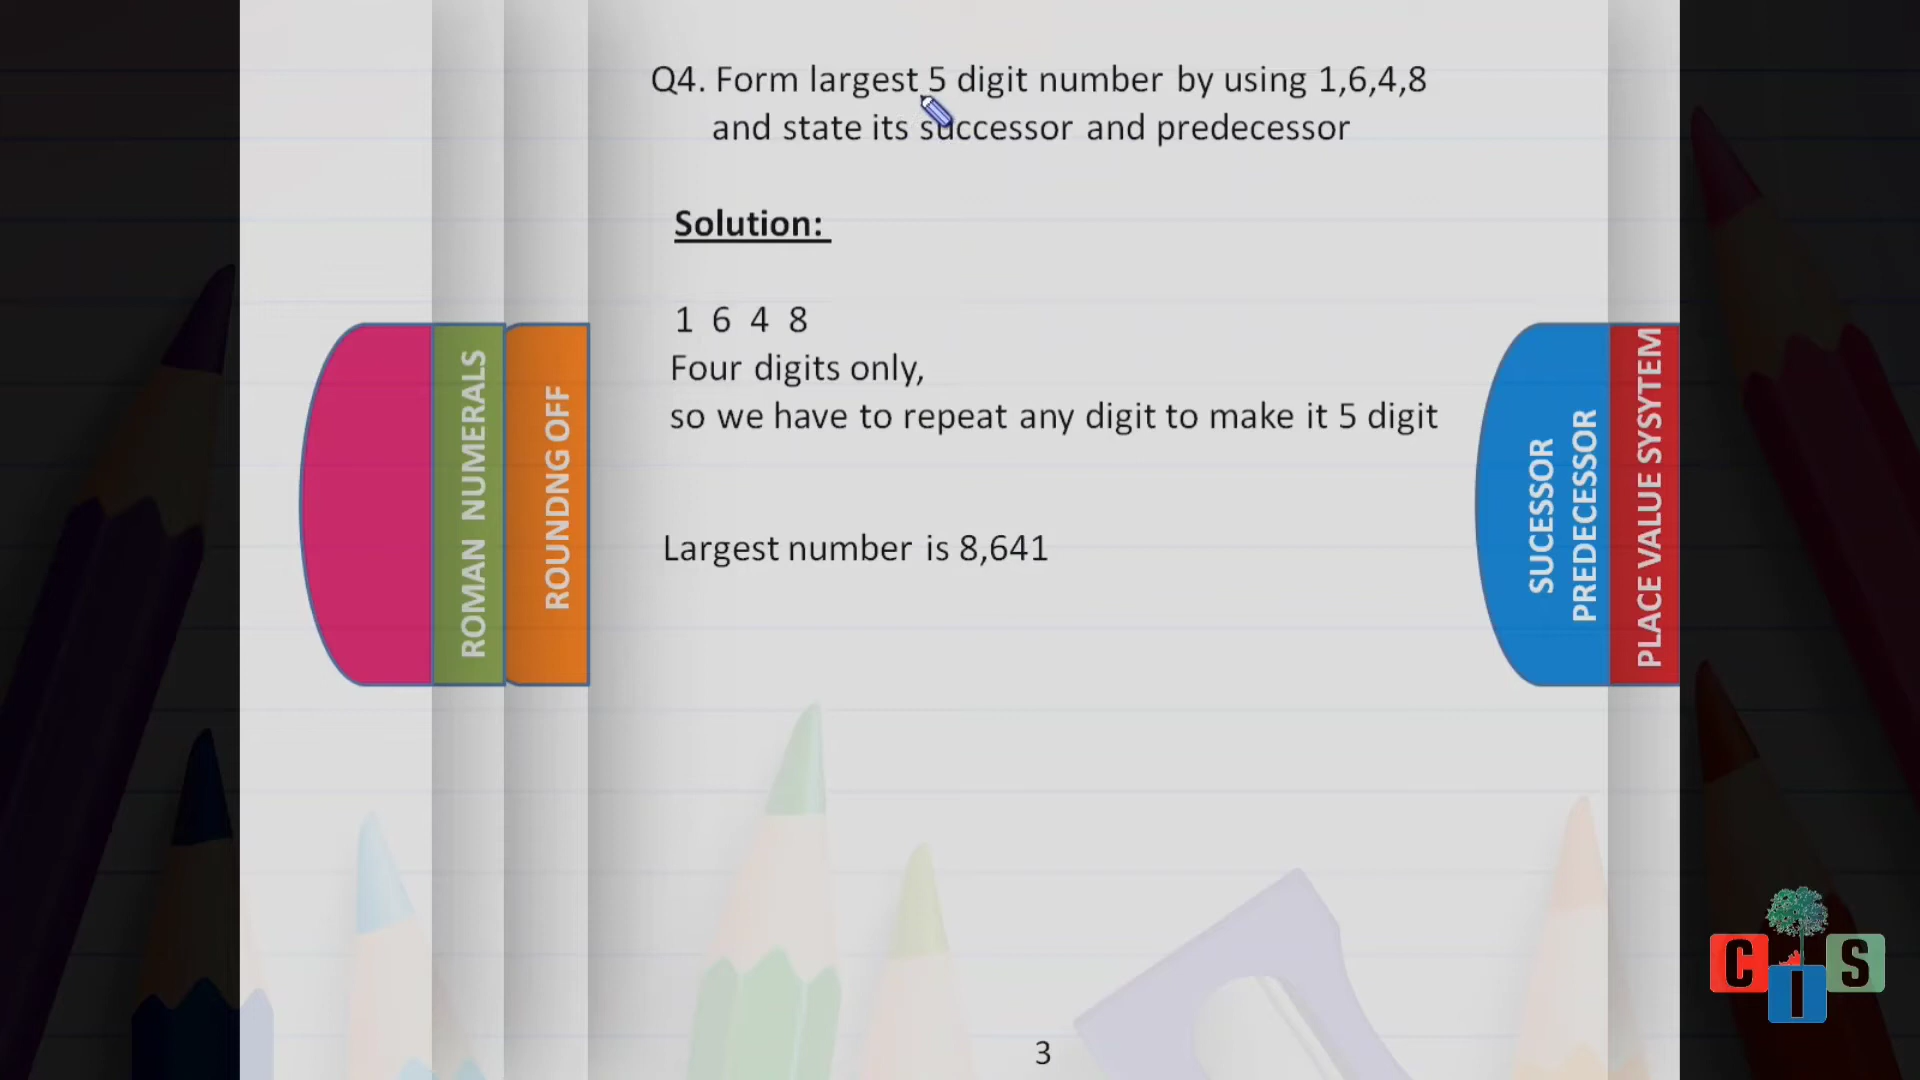 Q4. Form largest 5 digit number by using 1,6,4,8
and state its successor and predecessor
Solution:
1 6 4 8
Four digits only,
so we have to repeat any digit to make it 5 digit
Largest number is 8,641
ROMAN NUMERALS
ROUNDNG OFF
SUCESSOR
PREDECESSOR
PLACE VALUE SYSYTEM
3
C I S